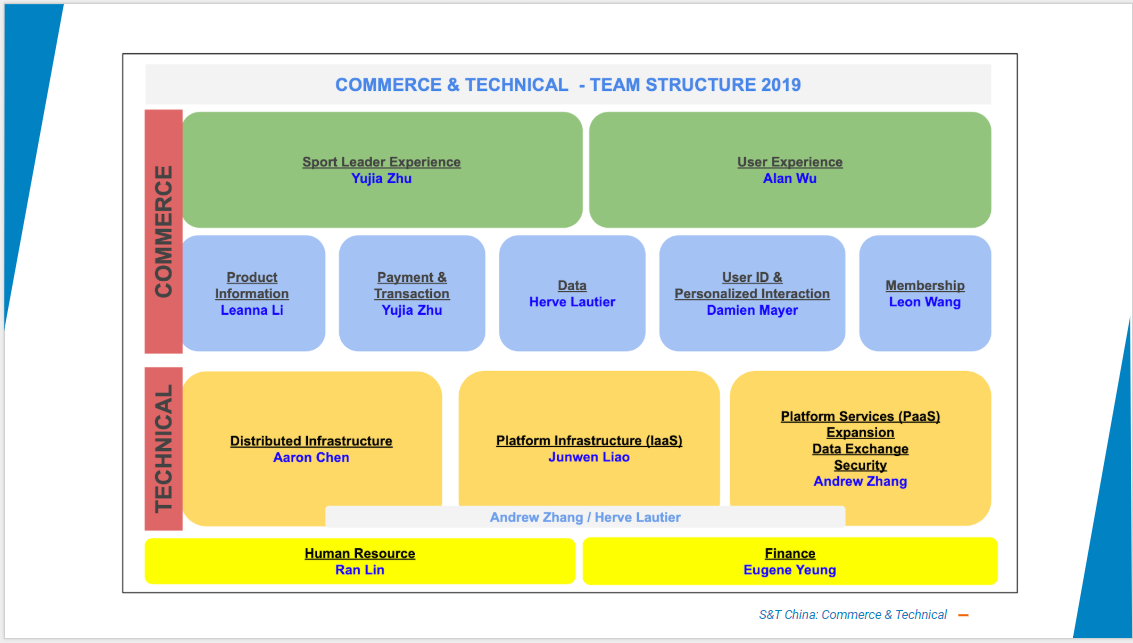 COMMERCE & TECHNICAL - TEAM STRUCTURE 2019
COMMERCE
Sport Leader Experience
Yujia Zhu
User Experience
Alan Wu
Product
Information
Leanna Li
Payment &
Transaction
Yujia Zhu
Data
Herve Lautier
User ID &
Personalized Interaction
Damien Mayer
Membership
Leon Wang
TECHNICAL
Distributed Infrastructure
Aaron Chen
Platform Infrastructure (IaaS)
Junwen Liao
Platform Services (PaaS)
Expansion
Data Exchange
Security
Andrew Zhang
Andrew Zhang / Herve Lautier
Human Resource
Ran Lin
Finance
Eugene Yeung
S&T China: Commerce & Technical